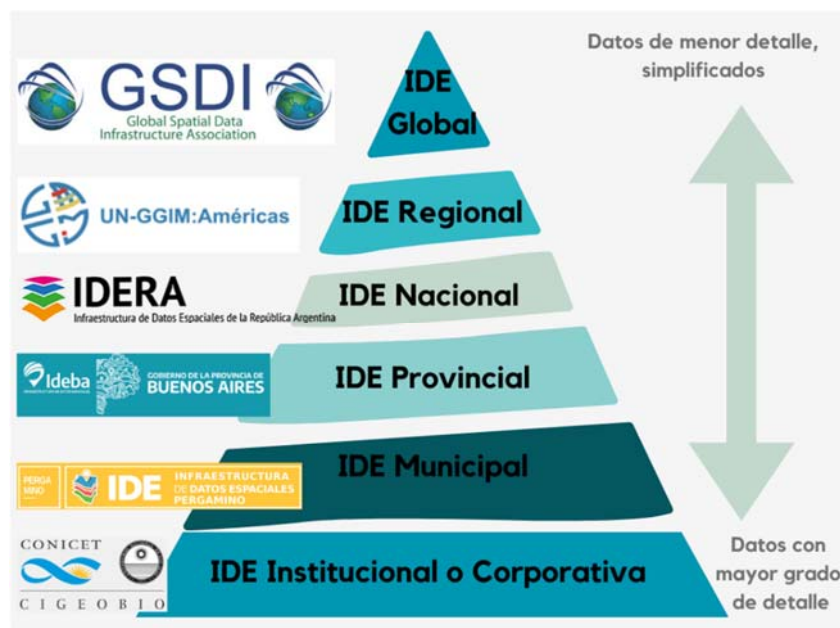 Datos de menor detalle,
simplificados
GSDI
Global Spatial Data
Infrastructure Association
IDE
Global
UN-GGIM:Américas
IDE Regional
IDERA
Infraestructura de Datos Espaciales de la República Argentina
IDE Nacional
Ideba
GOBIERNO DE LA PROVINCIA DE
BUENOS AIRES
IDE Provincial
PERGA
MINO
IDE
INFRAESTRUCTURA
DE DATOS ESPACIALES
PERGAMINO
IDE Municipal
CONICET
CIGEOBIO
IDE Institucional o Corporativa
Datos con
mayor grado
de detalle